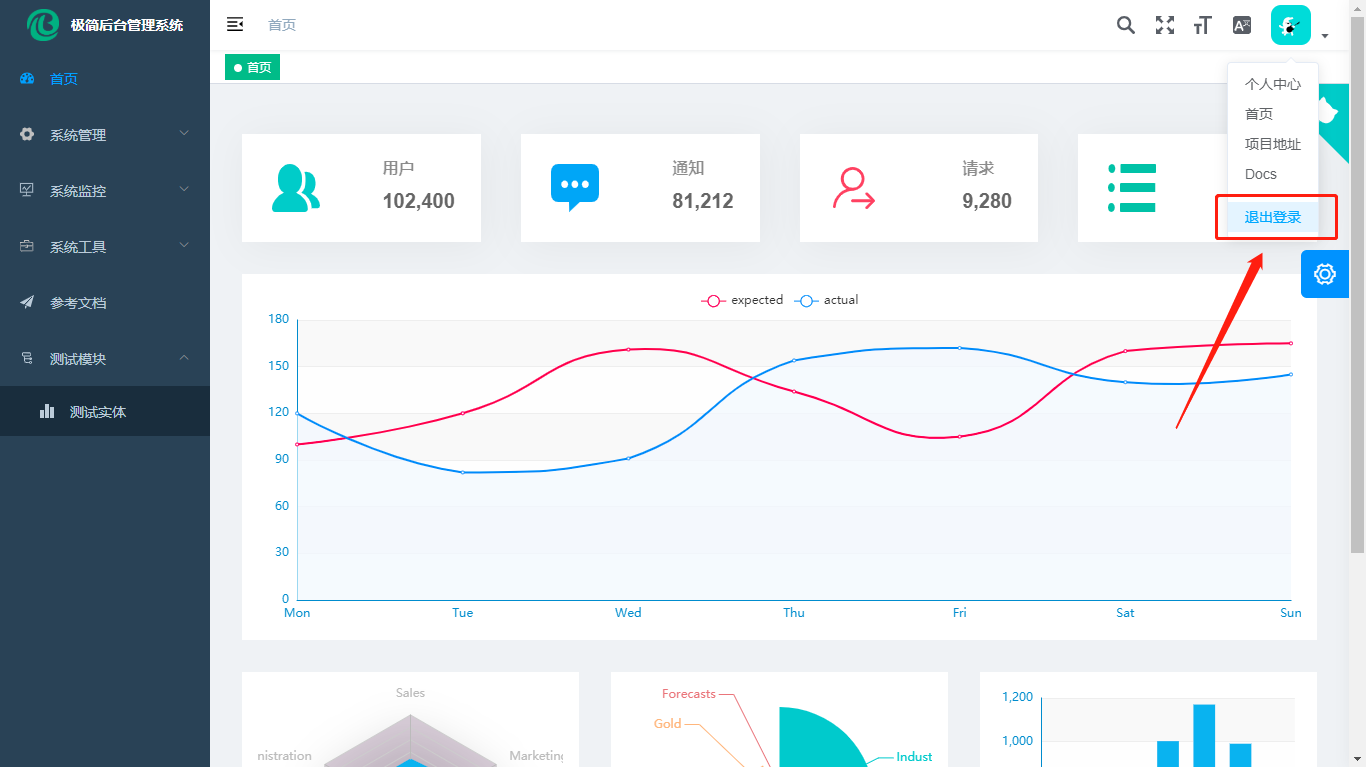 极简后台管理系统
首页
系统管理
系统监控
系统工具
参考文档
测试模块
测试实体
首页
首页
个人中心
首页
项目地址
Docs
退出登录
用户
102,400
通知
81,212
请求
9,280
expected
actual
180
150
120
90
60
30
0
Mon
Tue
Wed
Thu
Fri
Sat
Sun
Sales
nistration
Marketing
Forecasts
Gold
Indust
1,200
1,000